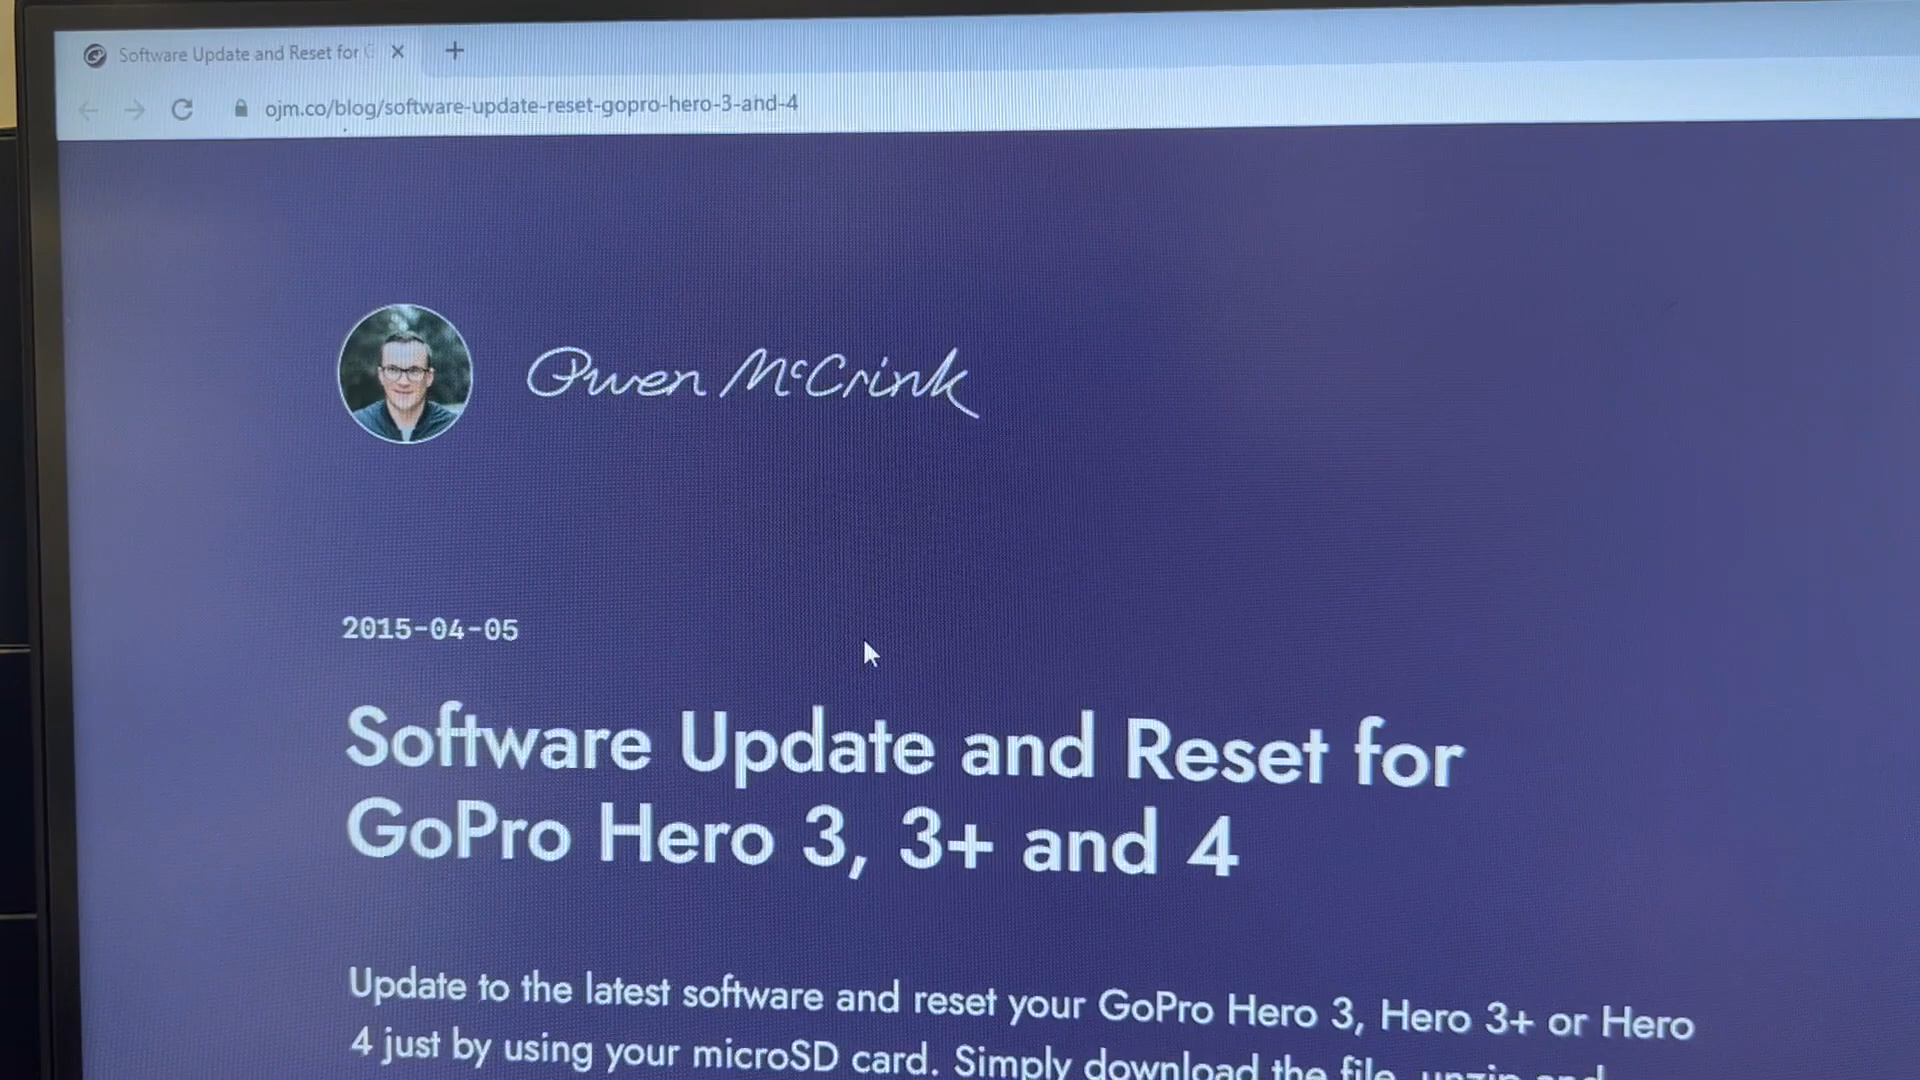 Software Update and Reset for G
ojm.co/blog/software-update-reset-gopro-hero-3-and-4
Owen McCrink
2015-04-05
Software Update and Reset for
GoPro Hero 3, 3+ and 4
Update to the latest software and reset your GoPro Hero 3, Hero 3+ or Hero
4 just by using your microSD card. Simply download the file, unzip and